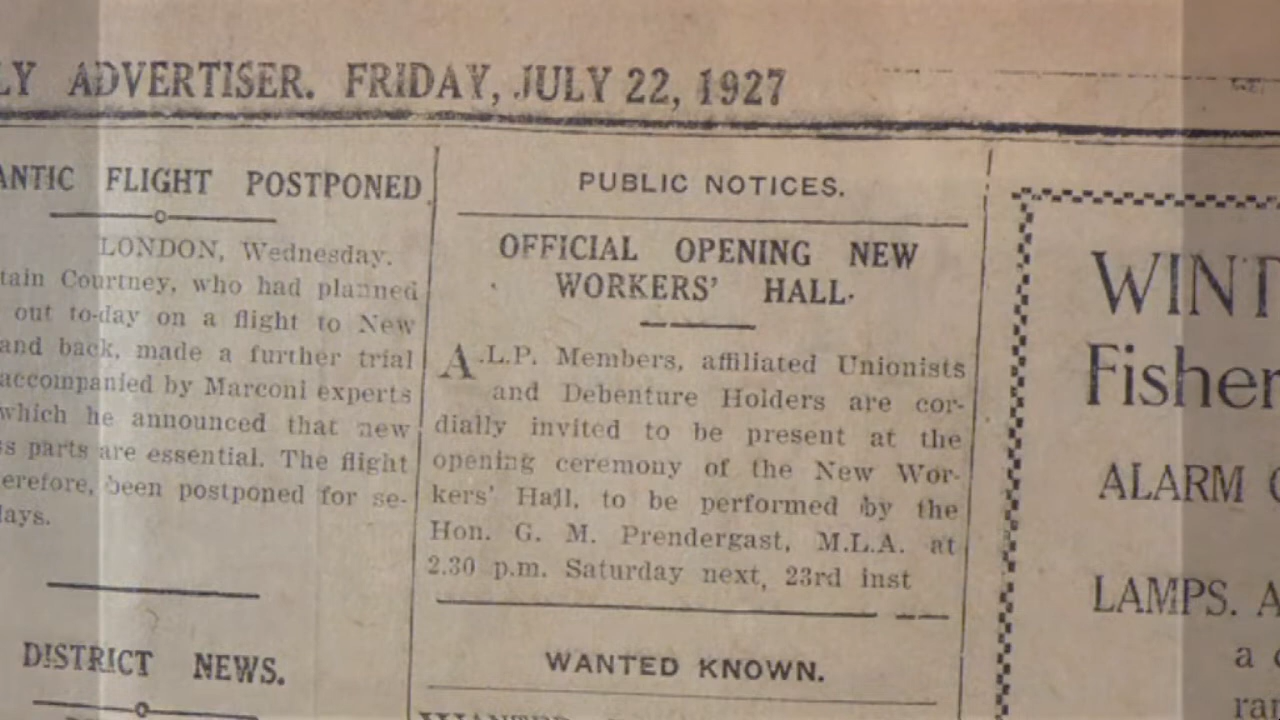 LY ADVERTISER. FRIDAY, JULY 22, 1927
ANTIC FLIGHT POSTPONED
LONDON, Wednesday.
tain Courtney, who had planned
out to-day on a flight to New
and back, made a further trial
accompanied by Marconi experts
which he announced that new
s parts are essential. The flight
erefore, been postponed for se-
days.
DISTRICT NEWS.
PUBLIC NOTICES.
OFFICIAL OPENING NEW
WORKERS' HALL.
A.L.P. Members, affiliated Unionists
and Debenture Holders are cor-
dially invited to be present at the
opening ceremony of the New Wor-
kers' Hall, to be performed by the
Hon. G. M. Prendergast, M.L.A. at
2.30 p.m. Saturday next, 23rd inst
WANTED KNOWN.
WINT
Fisher
ALARM C
LAMPS. A
a
rai